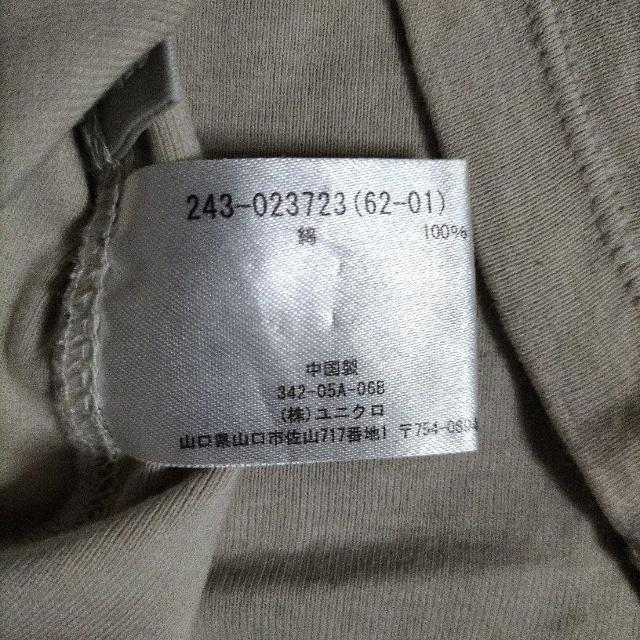 243-023723(62-01)
綿 100%
中国製
342-05A-06B
(株)ユニクロ
山口県山口市佐山717番地1